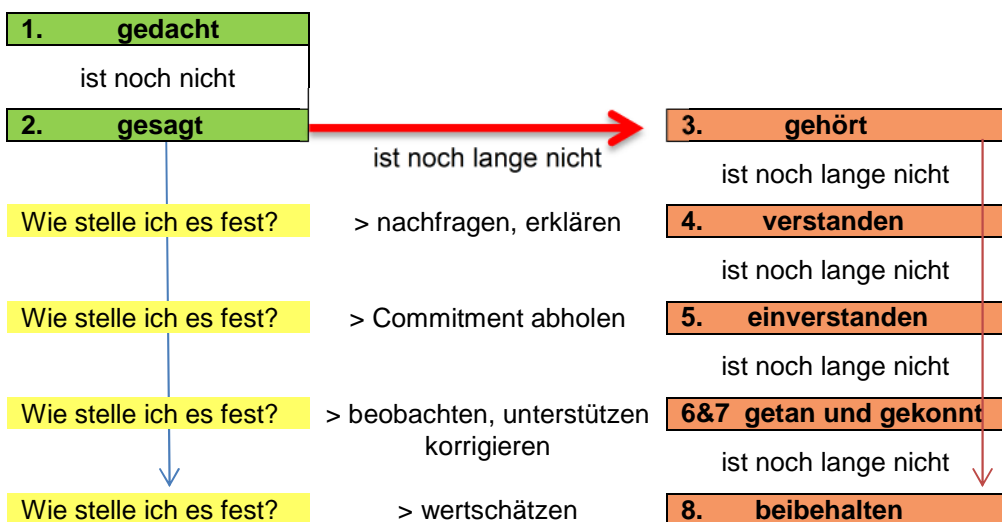 1. gedacht
ist noch nicht
2. gesagt
ist noch lange nicht
3. gehört
ist noch lange nicht
Wie stelle ich es fest? > nachfragen, erklären 4. verstanden
ist noch lange nicht
Wie stelle ich es fest? > Commitment abholen 5. einverstanden
ist noch lange nicht
Wie stelle ich es fest? > beobachten, unterstützen 6&7 getan und gekonnt
korrigieren
ist noch lange nicht
Wie stelle ich es fest? > wertschätzen 8. beibehalten